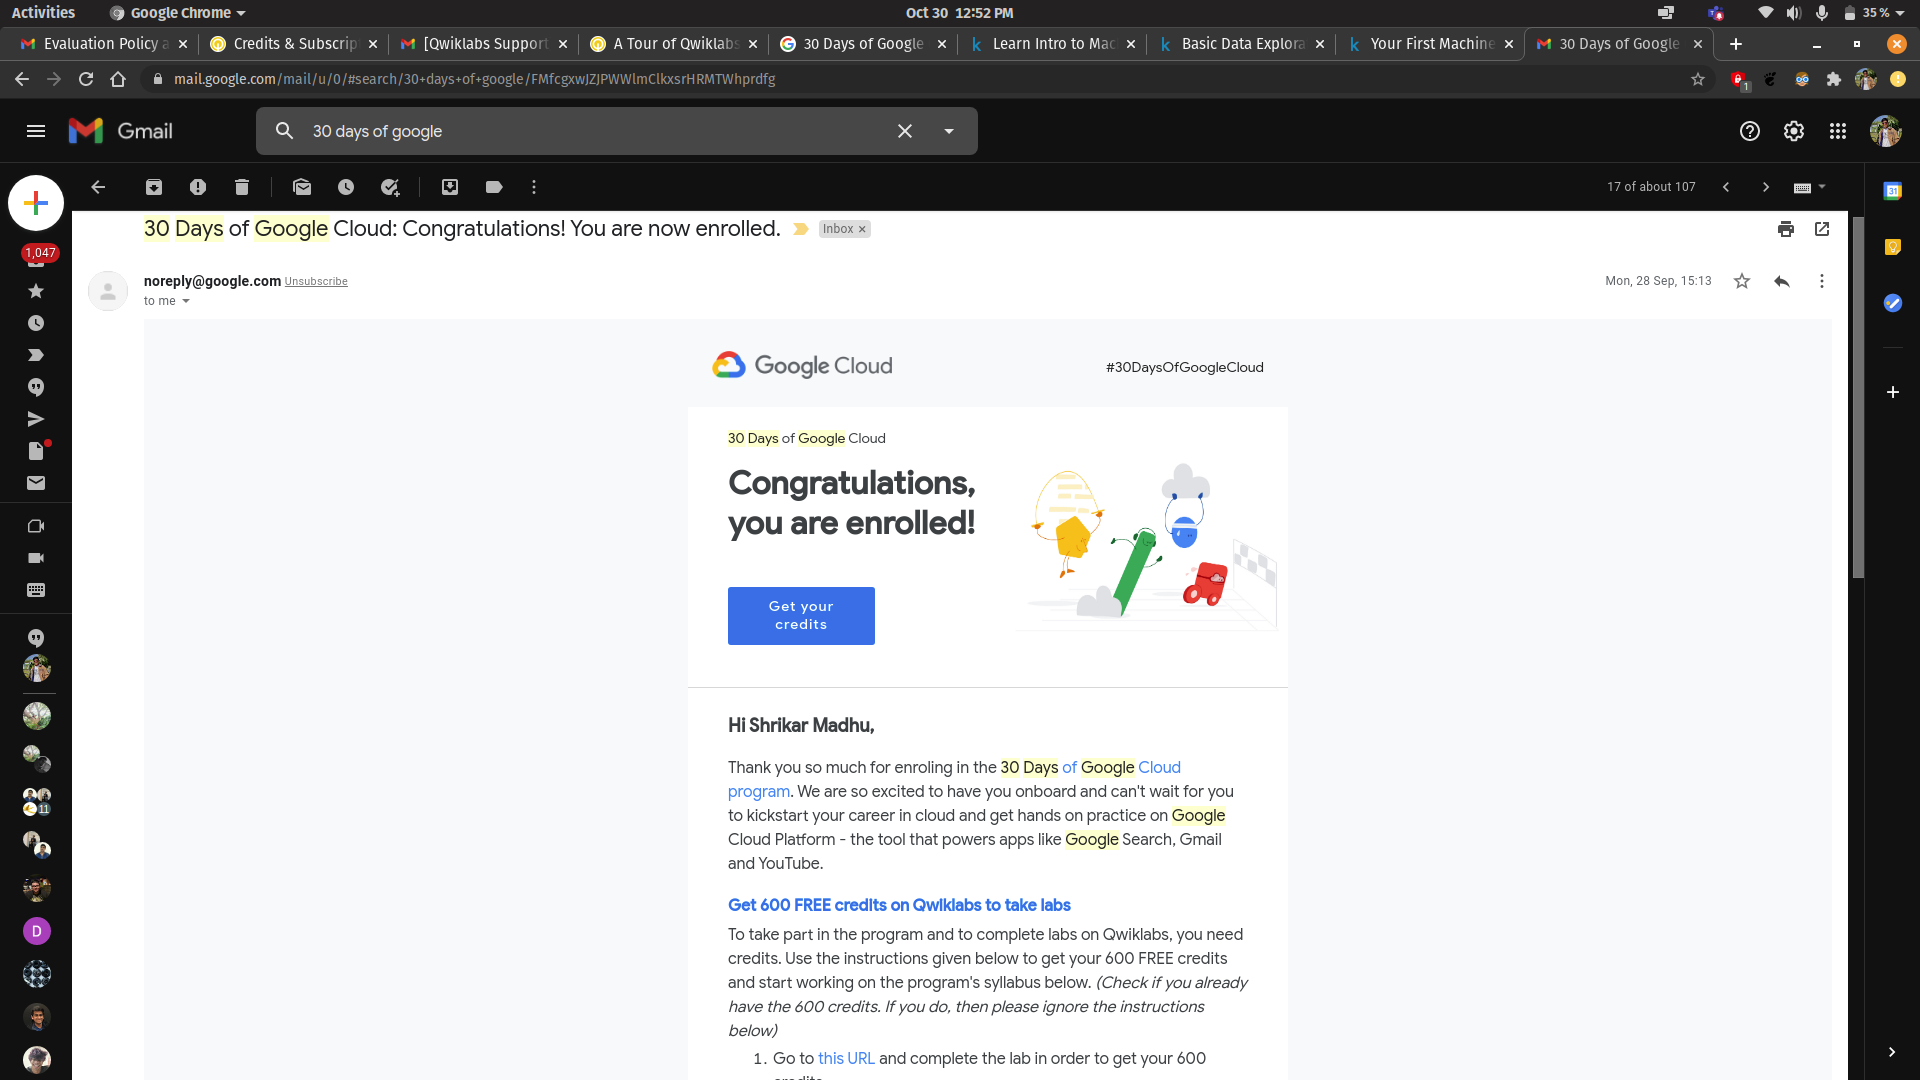 Activities
Google Chrome
Oct 30 12:52 PM
35 %
Evaluation Policy a
Credits & Subscrip
[Qwiklabs Support
A Tour of Qwiklabs
30 Days of Google
Learn Intro to Mac
Basic Data Explora
Your First Machine
30 Days of Google
mail.google.com/mail/u/0/#search/30+days+of+google/FMfcgxwJZJPWWlmClkxsrHRMTWhprdfg
1
Gmail
30 days of google
17 of about 107
31
1,047
30 Days of Google Cloud: Congratulations! You are now enrolled.
Inbox
noreply@google.com Unsubscribe
Mon, 28 Sep, 15:13
to me
Google Cloud
#30DaysOfGoogleCloud
30 Days of Google Cloud
Congratulations,
you are enrolled!
Get your
credits
Hi Shrikar Madhu,
Thank you so much for enroling in the 30 Days of Google Cloud
program. We are so excited to have you onboard and can't wait for you
to kickstart your career in cloud and get hands on practice on Google
Cloud Platform - the tool that powers apps like Google Search, Gmail
and YouTube.
Get 600 FREE credits on Qwiklabs to take labs
To take part in the program and to complete labs on Qwiklabs, you need
credits. Use the instructions given below to get your 600 FREE credits
and start working on the program's syllabus below. (Check if you already
have the 600 credits. If you do, then please ignore the instructions
below)
1. Go to this URL and complete the lab in order to get your 600
credits
11
D